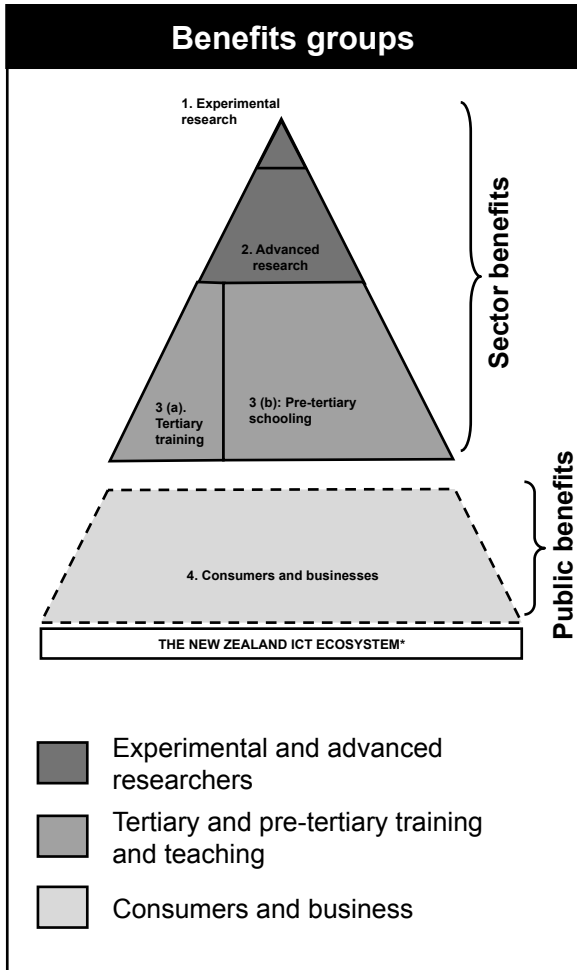 Benefits groups
1. Experimental
research
2. Advanced
research
3 (a).
Tertiary
training
3 (b): Pre-tertiary
schooling
Sector benefits
4. Consumers and businesses
Public benefits
THE NEW ZEALAND ICT ECOSYSTEM*
Experimental and advanced
researchers
Tertiary and pre-tertiary training
and teaching
Consumers and business